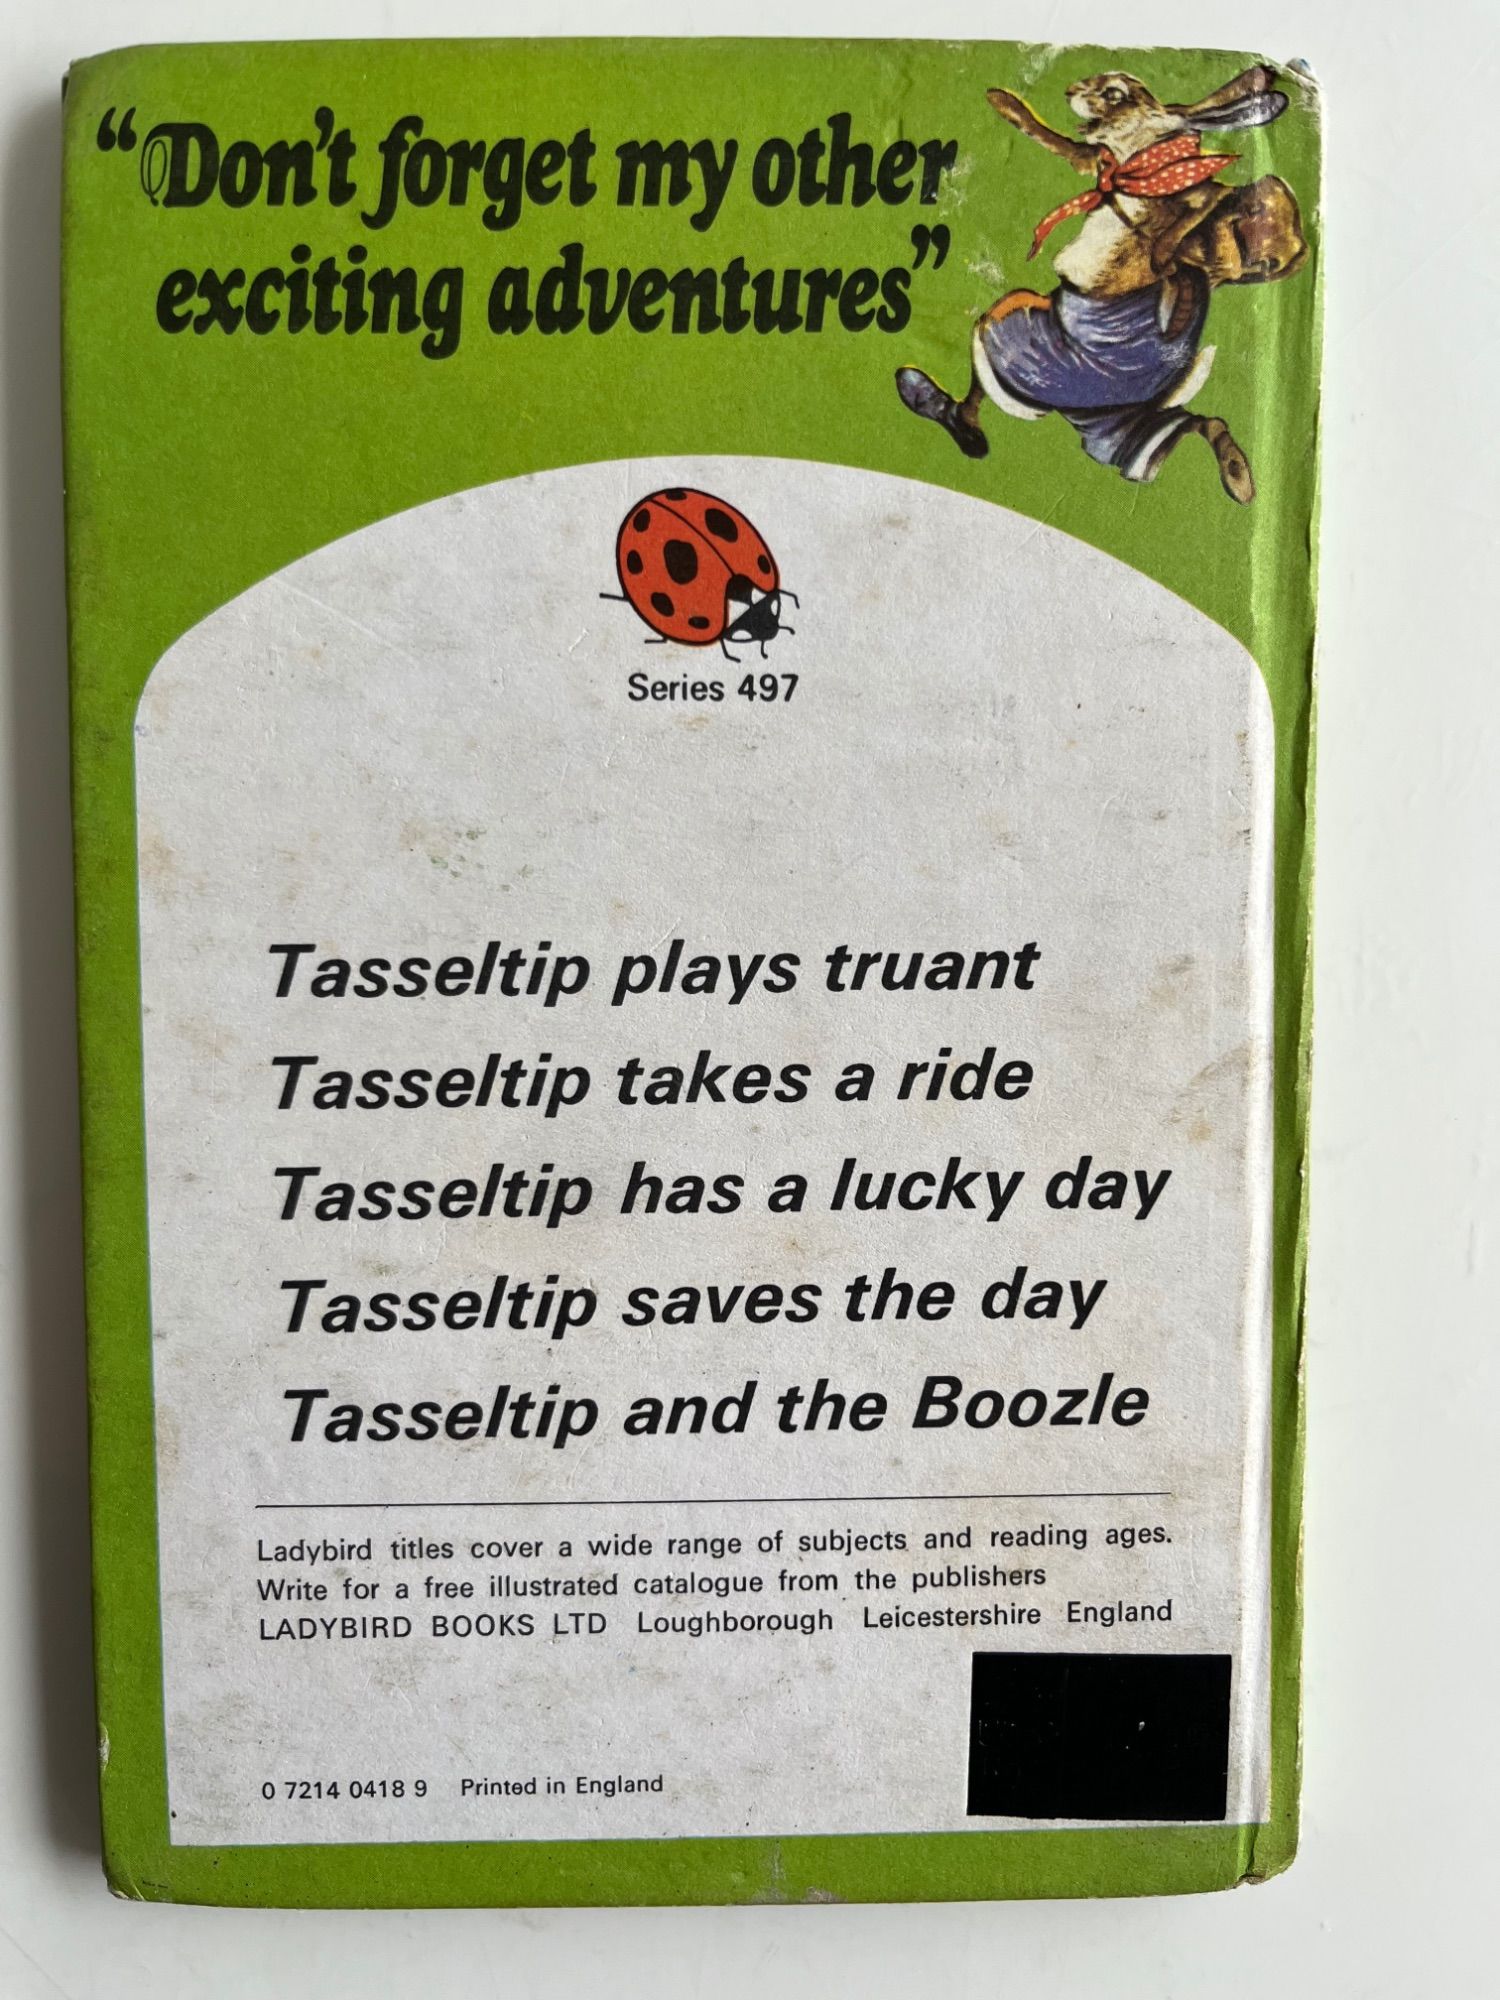 “Don't forget my other
exciting adventures”
Series 497
Tasseltip plays truant
Tasseltip takes a ride
Tasseltip has a lucky day
Tasseltip saves the day
Tasseltip and the Boozle
Ladybird titles cover a wide range of subjects and reading ages.
Write for a free illustrated catalogue from the publishers
LADYBIRD BOOKS LTD Loughborough Leicestershire England
0 7214 0418 9 Printed in England